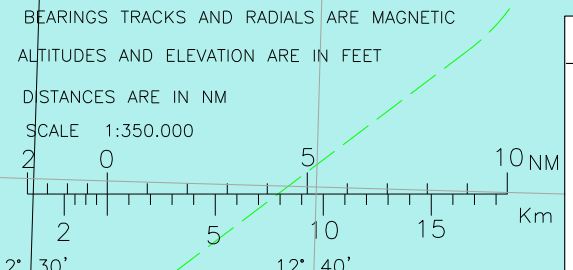 BEARINGS TRACKS AND RADIALS ARE MAGNETIC
ALTITUDES AND ELEVATION ARE IN FEET
DISTANCES ARE IN NM
SCALE 1:350.000
2 0 5 10 NM
Km
2 5 10 15
2° 30' 12° 40'